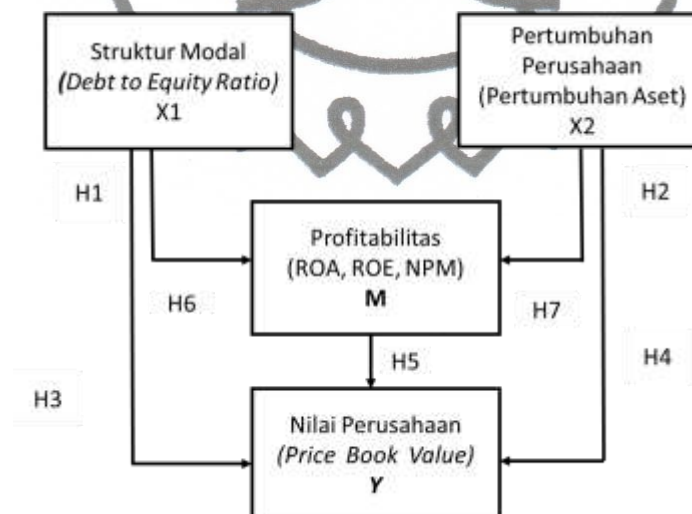 Struktur Modal
(Debt to Equity Ratio)
X1
Pertumbuhan
Perusahaan
(Pertumbuhan Aset)
X2
H1
H2
Profitabilitas
(ROA, ROE, NPM)
M
H6
H7
H5
H4
H3
Nilai Perusahaan
(Price Book Value)
Y